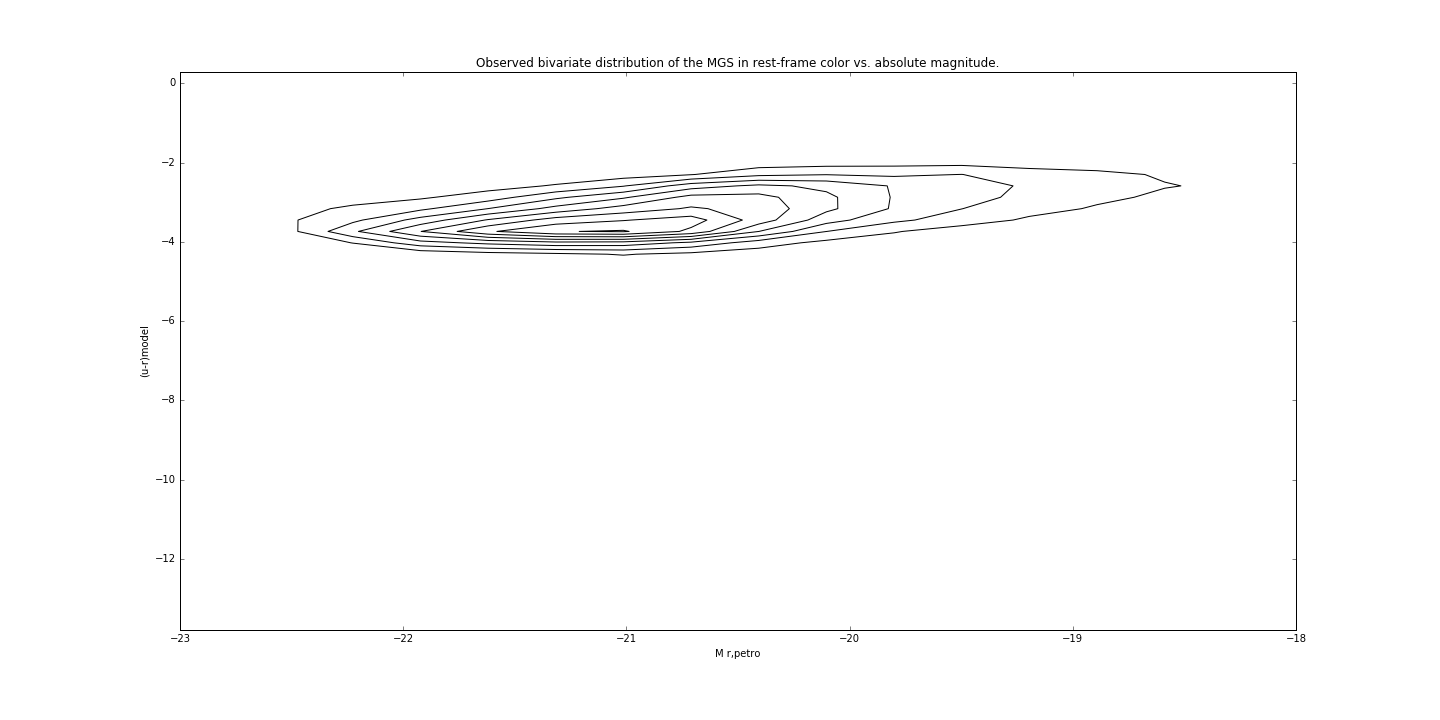 Observed bivariate distribution of the MGS in rest-frame color vs. absolute magnitude.
0
−2
−4
−6
−8
−10
−12
(u-r)model
−23 −22 −21 −20 −19 −18
M r,petro